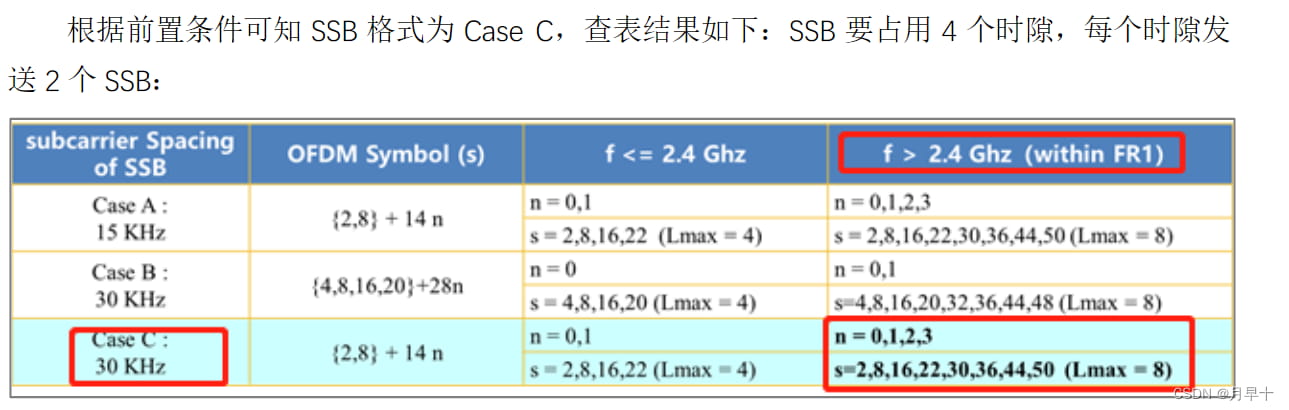 根据前置条件可知 SSB 格式为 Case C，查表结果如下：SSB 要占用 4 个时隙，每个时隙发
送 2 个 SSB：
subcarrier Spacing
of SSB
OFDM Symbol (s)
f <= 2.4 Ghz
f > 2.4 Ghz (within FR1)
Case A :
15 KHz
{2,8} + 14 n
n = 0,1
s = 2,8,16,22 (Lmax = 4)
n = 0,1,2,3
s = 2,8,16,22,30,36,44,50 (Lmax = 8)
Case B :
30 KHz
{4,8,16,20}+28n
n = 0
s = 4,8,16,20 (Lmax = 4)
n = 0,1
s=4,8,16,20,32,36,44,48 (Lmax = 8)
Case C :
30 KHz
{2,8} + 14 n
n = 0,1
s = 2,8,16,22 (Lmax = 4)
n = 0,1,2,3
s=2,8,16,22,30,36,44,50 (Lmax = 8)
CSDN @月早十